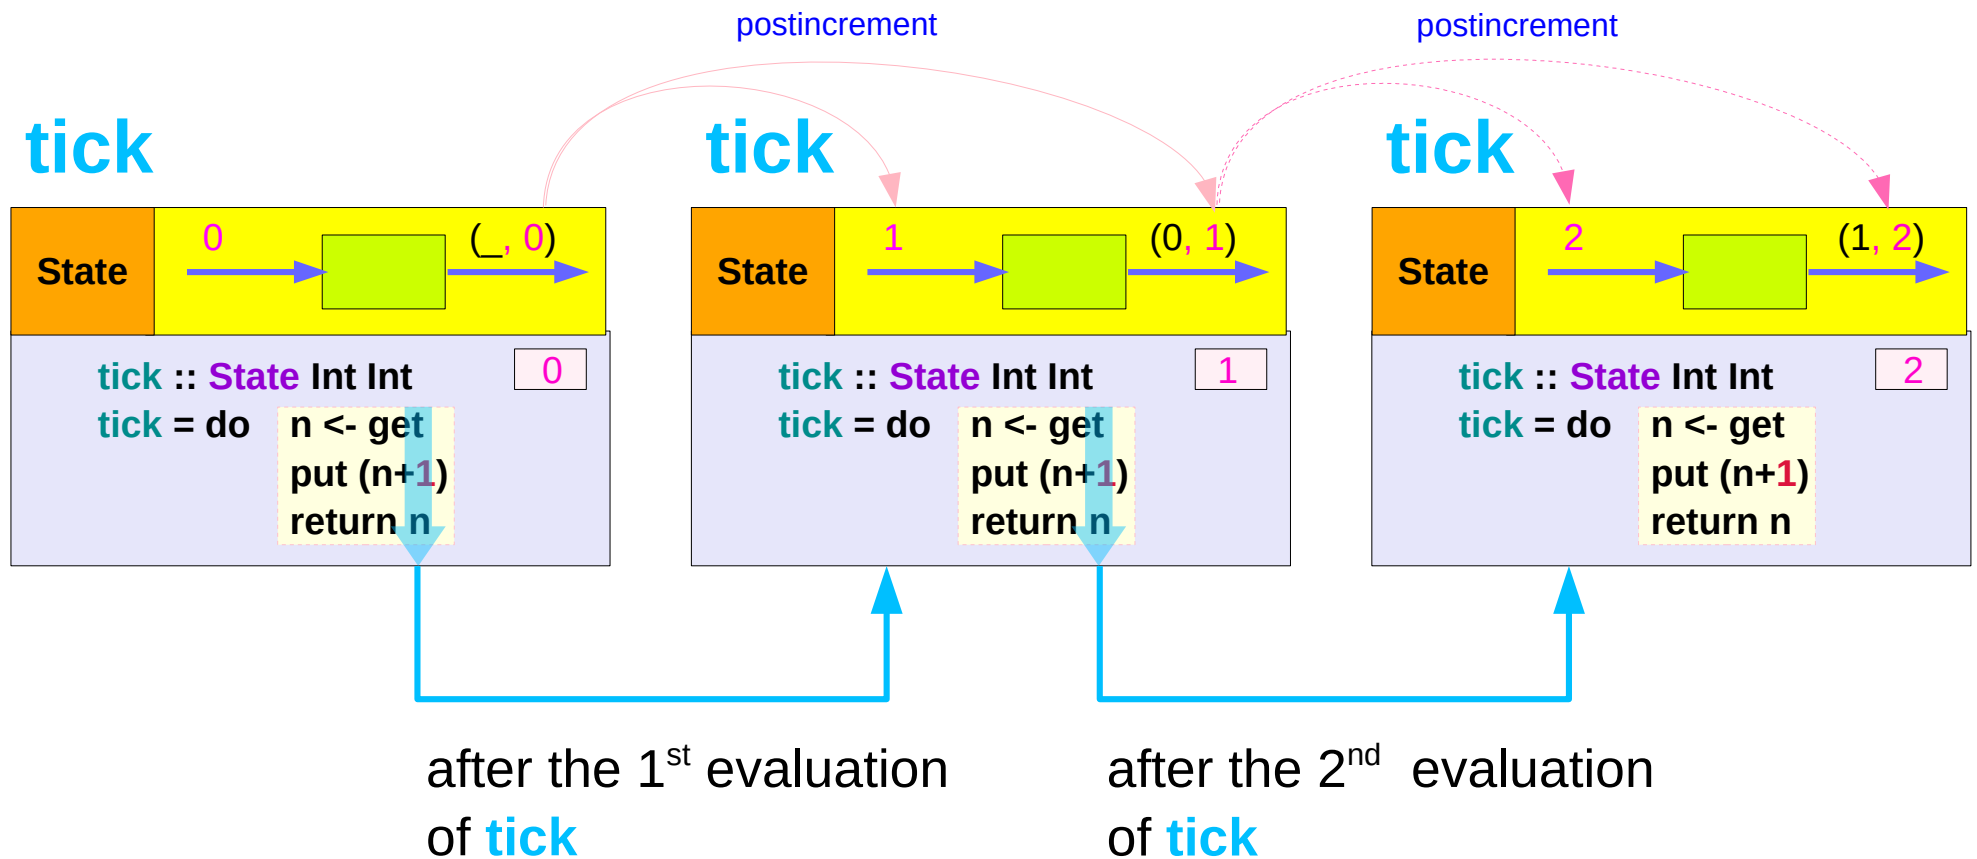 postincrement
postincrement
tick
tick
tick
State
0
(_, 0)
State
1
(0, 1)
State
2
(1, 2)
tick :: State Int Int
0
tick = do n <- get
put (n+1)
return n
tick :: State Int Int
1
tick = do n <- get
put (n+1)
return n
tick :: State Int Int
2
tick = do n <- get
put (n+1)
return n
after the 1st evaluation
of tick
after the 2nd evaluation
of tick